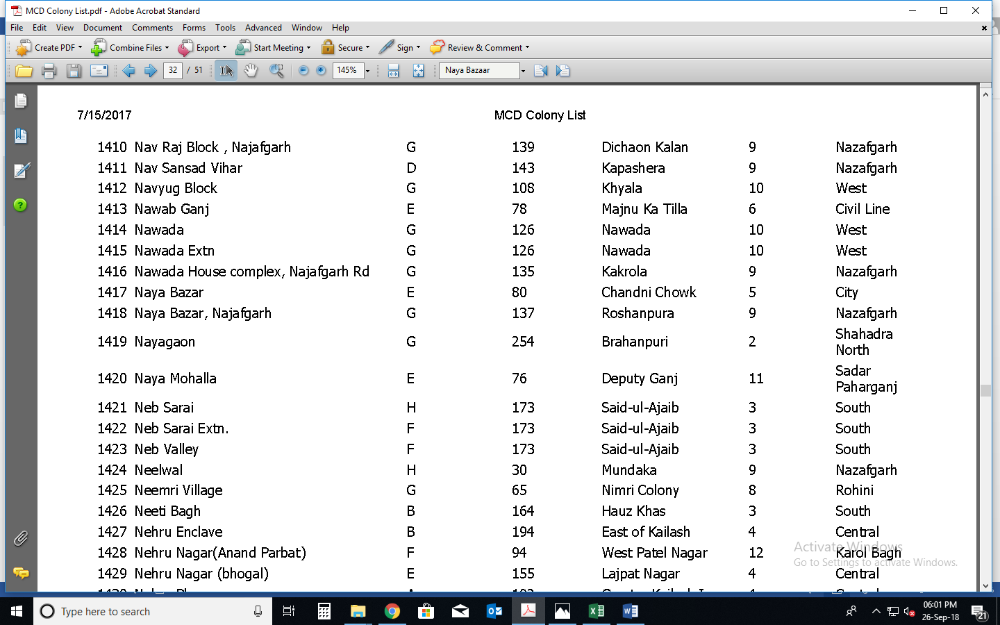 MCD Colony List.pdf - Adobe Acrobat Standard
File Edit View Document Comments Forms Tools Advanced Window Help
Create PDF Combine Files Export Start Meeting Secure Sign Review & Comment
32 / 51 145% Naya Bazaar
7/15/2017 MCD Colony List
1410 Nav Raj Block , Najafgarh G 139 Dichaon Kalan 9 Nazafgarh
1411 Nav Sansad Vihar D 143 Kapashera 9 Nazafgarh
1412 Navyug Block G 108 Khyala 10 West
1413 Nawab Ganj E 78 Majnu Ka Tilla 6 Civil Line
1414 Nawada G 126 Nawada 10 West
1415 Nawada Extn G 126 Nawada 10 West
1416 Nawada House complex, Najafgarh Rd G 135 Kakrola 9 Nazafgarh
1417 Naya Bazar E 80 Chandni Chowk 5 City
1418 Naya Bazar, Najafgarh G 137 Roshanpura 9 Nazafgarh
1419 Nayagaon G 254 Brahanpuri 2 Shahadra
North
1420 Naya Mohalla E 76 Deputy Ganj 11 Sadar
Paharganj
1421 Neb Sarai H 173 Said-ul-Ajaib 3 South
1422 Neb Sarai Extn. F 173 Said-ul-Ajaib 3 South
1423 Neb Valley F 173 Said-ul-Ajaib 3 South
1424 Neelwal H 30 Mundaka 9 Nazafgarh
1425 Neemri Village G 65 Nimri Colony 8 Rohini
1426 Neeti Bagh B 164 Hauz Khas 3 South
1427 Nehru Enclave B 194 East of Kailash 4 Central
1428 Nehru Nagar(Anand Parbat) F 94 West Patel Nagar 12 Karol Bagh
1429 Nehru Nagar (bhogal) E 155 Lajpat Nagar 4 Central
Activate Windows
Go to Settings to activate Windows.
Type here to search
06:01 PM
26-Sep-18
21